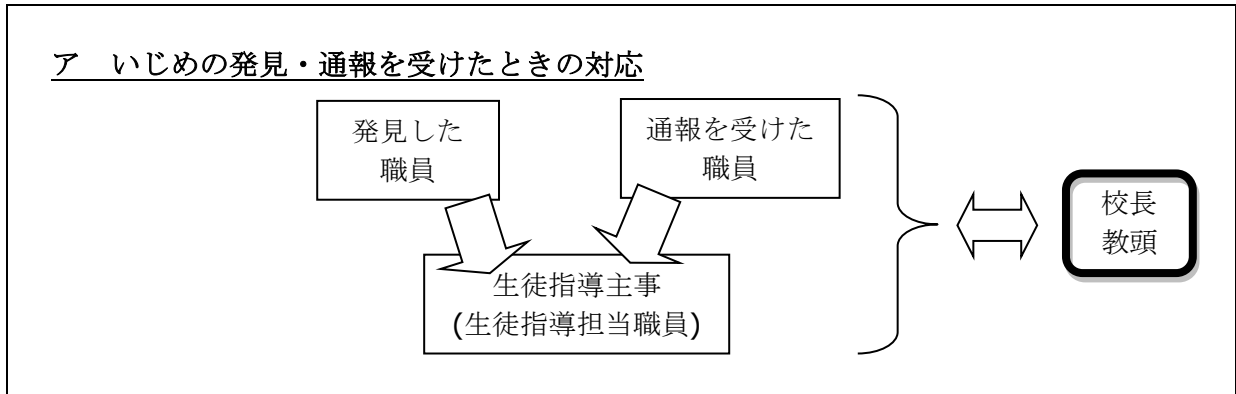 ア　いじめの発見・通報を受けたときの対応
発見した
職員
通報を受けた
職員
生徒指導主事
(生徒指導担当職員)
校長
教頭